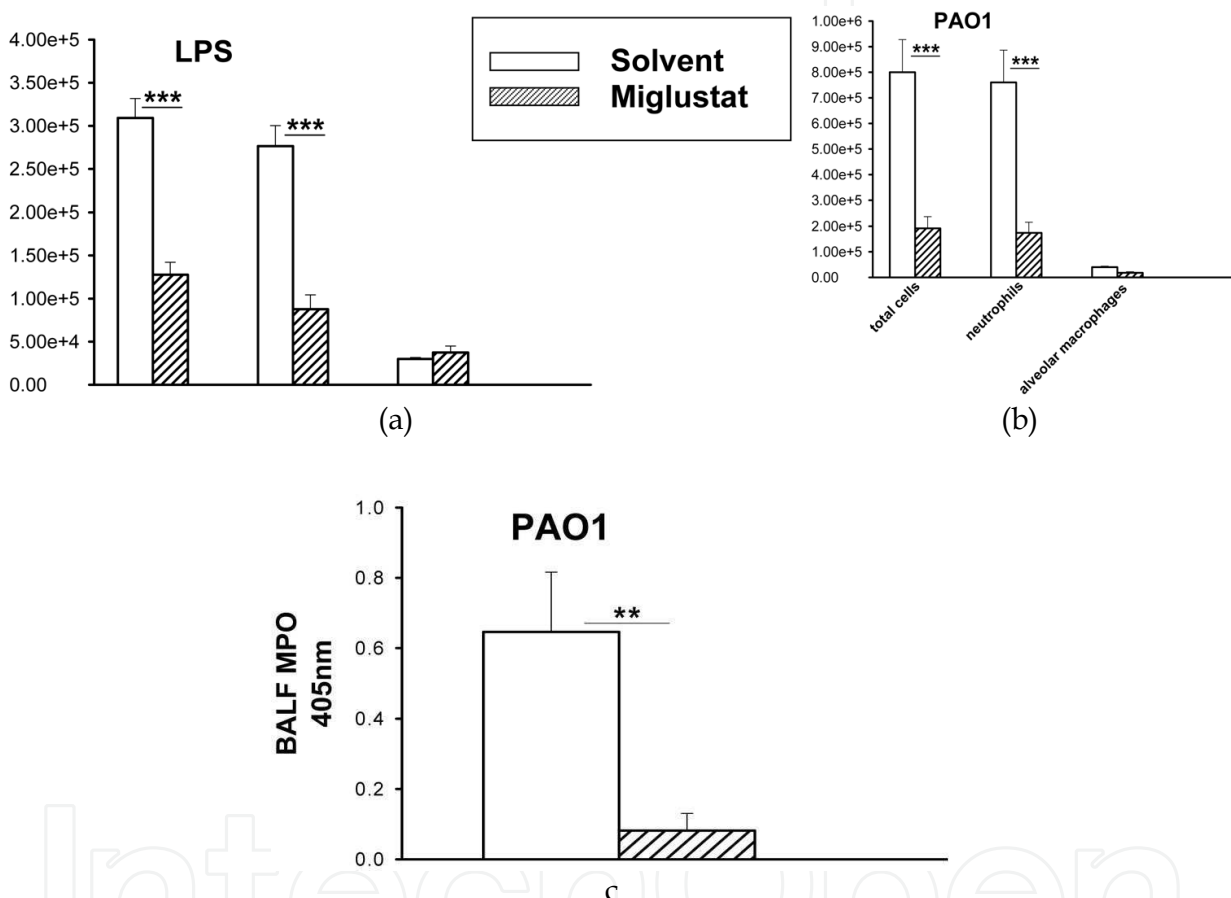 LPS
4.00e+5
3.50e+5
3.00e+5
2.50e+5
2.00e+5
1.50e+5
1.00e+5
5.00e+4
0.00
***
***
(a)
Solvent
Miglustat
PAO1
1.00e+6
9.00e+5
8.00e+5
7.00e+5
6.00e+5
5.00e+5
4.00e+5
3.00e+5
2.00e+5
1.00e+5
0.00
***
***
total cells
neutrophils
alveolar macrophages
(b)
PAO1
1.0
0.8
0.6
0.4
0.2
0.0
BALF MPO
405nm
**
c